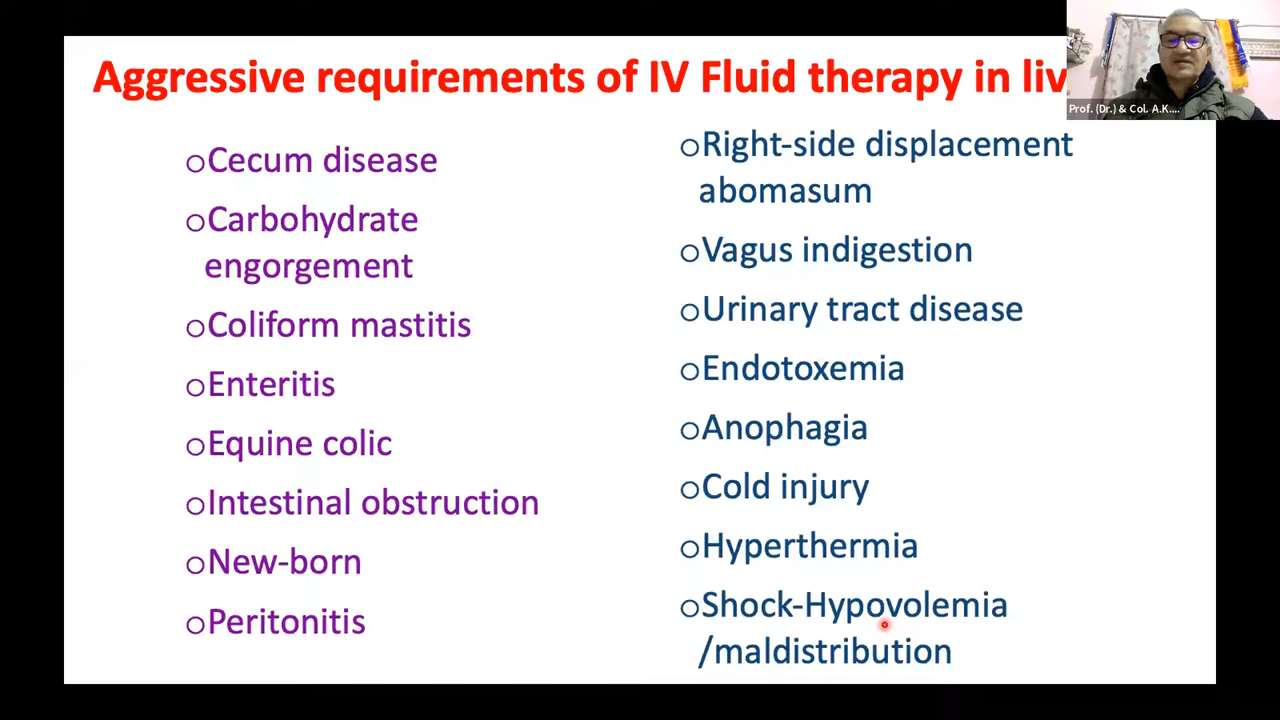 Aggressive requirements of IV Fluid therapy in liv
Prof. (Dr.) & Col. A.K....
oCecum disease
oCarbohydrate
engorgement
oColiform mastitis
oEnteritis
oEquine colic
oIntestinal obstruction
oNew-born
oPeritonitis
oRight-side displacement
abomasum
oVagus indigestion
oUrinary tract disease
oEndotoxemia
oAnophagia
oCold injury
oHyperthermia
oShock-Hypovolemia
/maldistribution